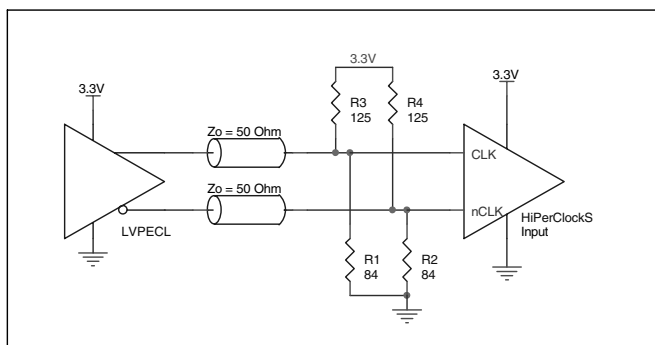 3.3V
3.3V
3.3V
R3
125
R4
125
Zo = 50 Ohm
CLK
Zo = 50 Ohm
nCLK
HiPerClockS
Input
LVPECL
R1
84
R2
84